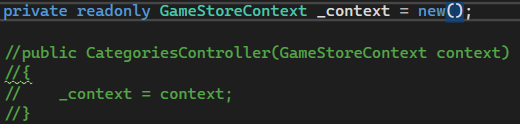 private readonly GameStoreContext _context = new();
//public CategoriesController(GameStoreContext context)
//{
//    _context = context;
//}